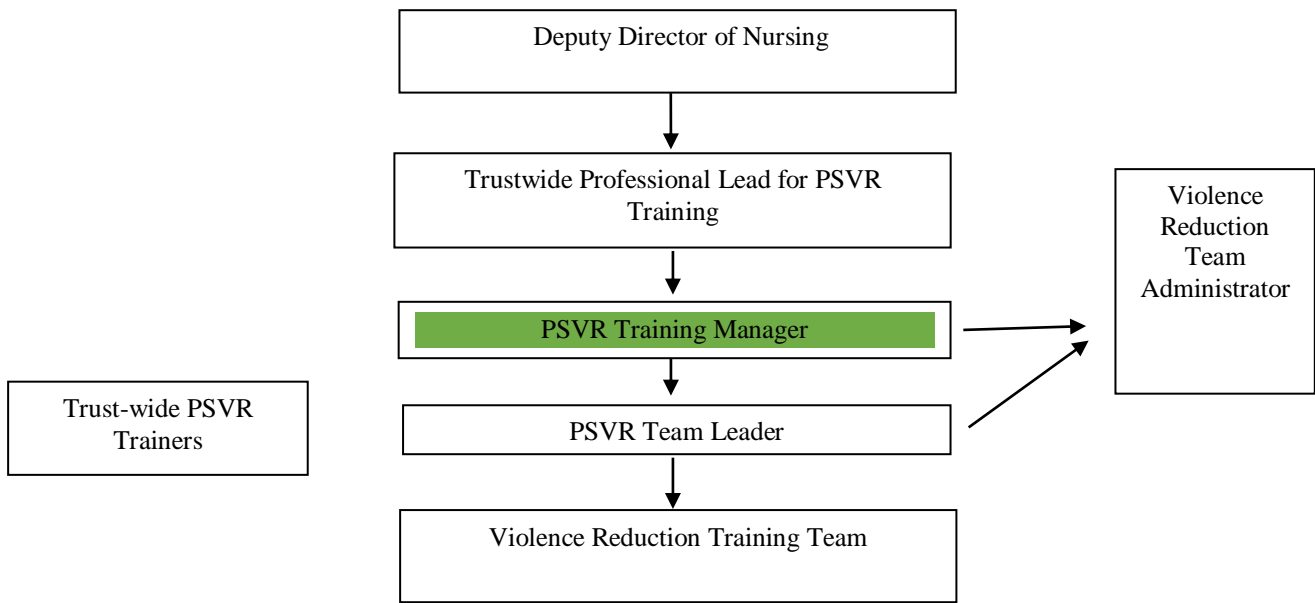 Deputy Director of Nursing
Trustwide Professional Lead for PSVR
Training
Violence
Reduction
Team
Administrator
PSVR Training Manager
Trust-wide PSVR
Trainers
PSVR Team Leader
Violence Reduction Training Team